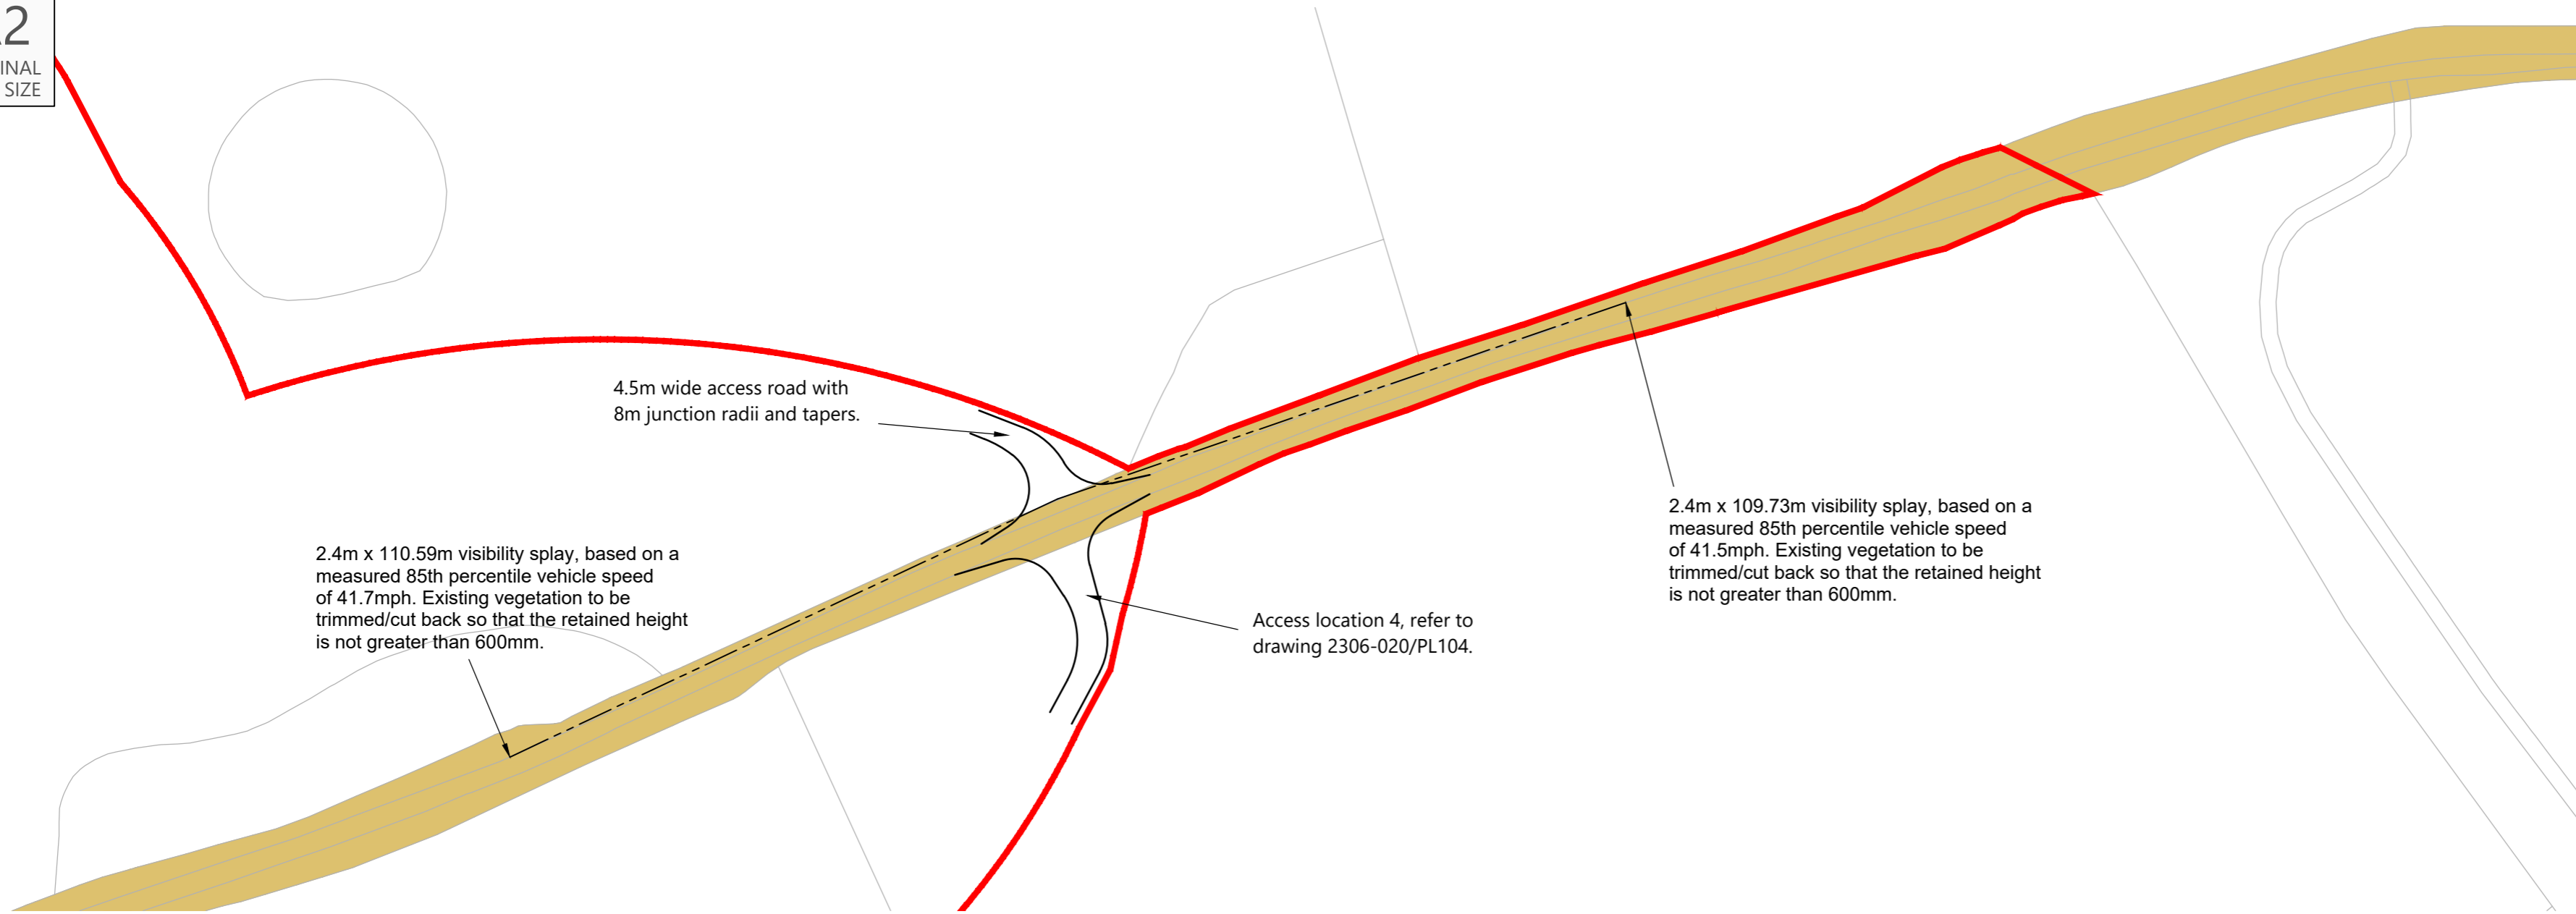 2
INAL
SIZE
4.5m wide access road with
8m junction radii and tapers.
2.4m x 110.59m visibility splay, based on a
measured 85th percentile vehicle speed
of 41.7mph. Existing vegetation to be
trimmed/cut back so that the retained height
is not greater than 600mm.
Access location 4, refer to
drawing 2306-020/PL104.
2.4m x 109.73m visibility splay, based on a
measured 85th percentile vehicle speed
of 41.5mph. Existing vegetation to be
trimmed/cut back so that the retained height
is not greater than 600mm.